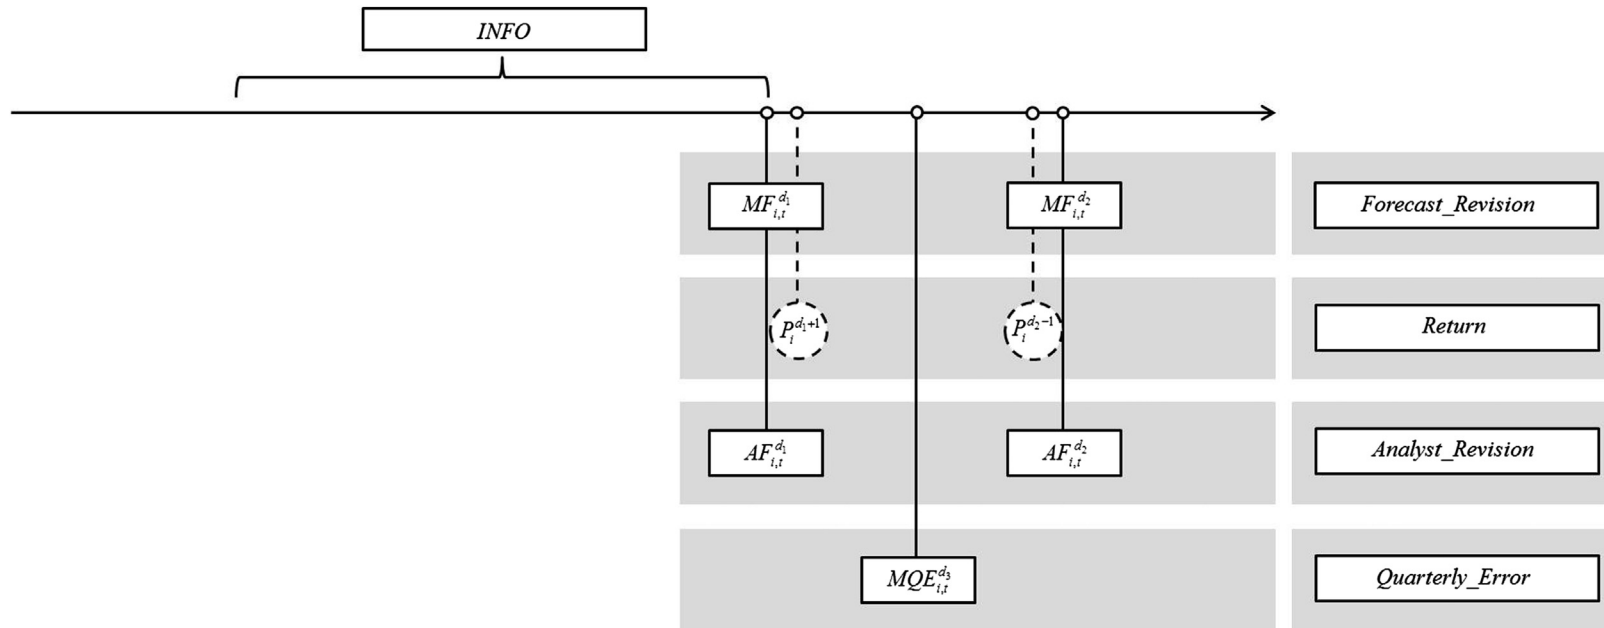 INFO
MF_{i,t}^{d_1} MF_{i,t}^{d_2} Forecast_Revision
P_i^{d_1+1} P_i^{d_2-1} Return
AF_{i,t}^{d_1} AF_{i,t}^{d_2} Analyst_Revision
MQE_{i,t}^{d_3} Quarterly_Error